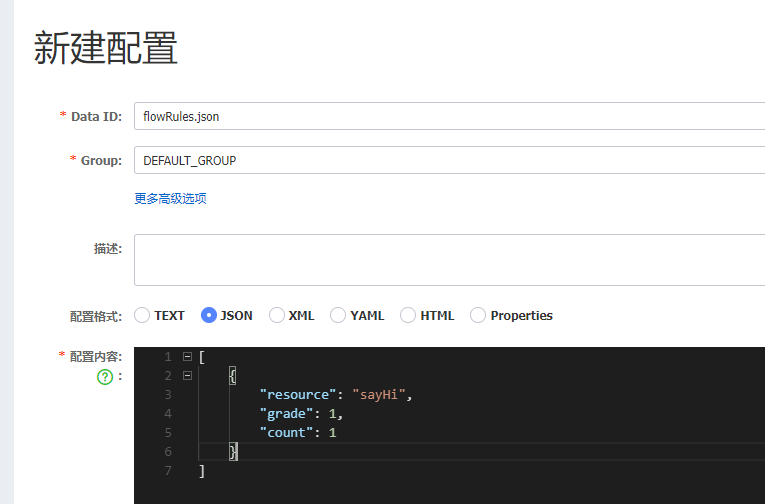 新建配置
* Data ID: flowRules.json
* Group: DEFAULT_GROUP
更多高级选项
描述:
配置格式: TEXT JSON XML YAML HTML Properties
* 配置内容: 1 [
? : 2 {
3 "resource": "sayHi",
4 "grade": 1,
5 "count": 1
6 }
7 ]